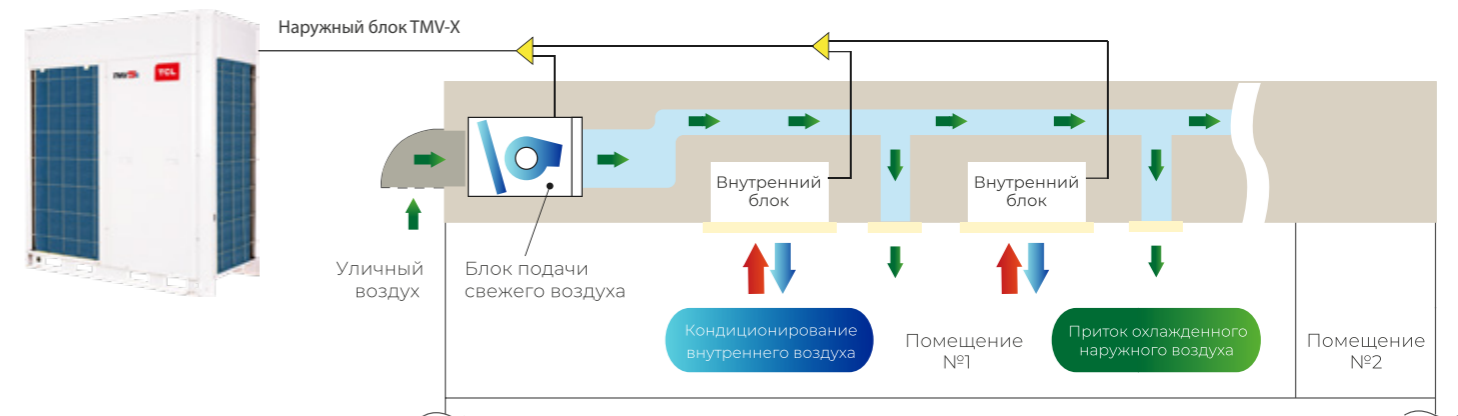 Наружный блок TMV-X
TCL
Внутренний
блок
Внутренний
блок
Уличный
воздух
Блок подачи
свежего воздуха
Кондиционирование
внутреннего воздуха
Помещение
№1
Приток охлажденного
наружного воздуха
Помещение
№2